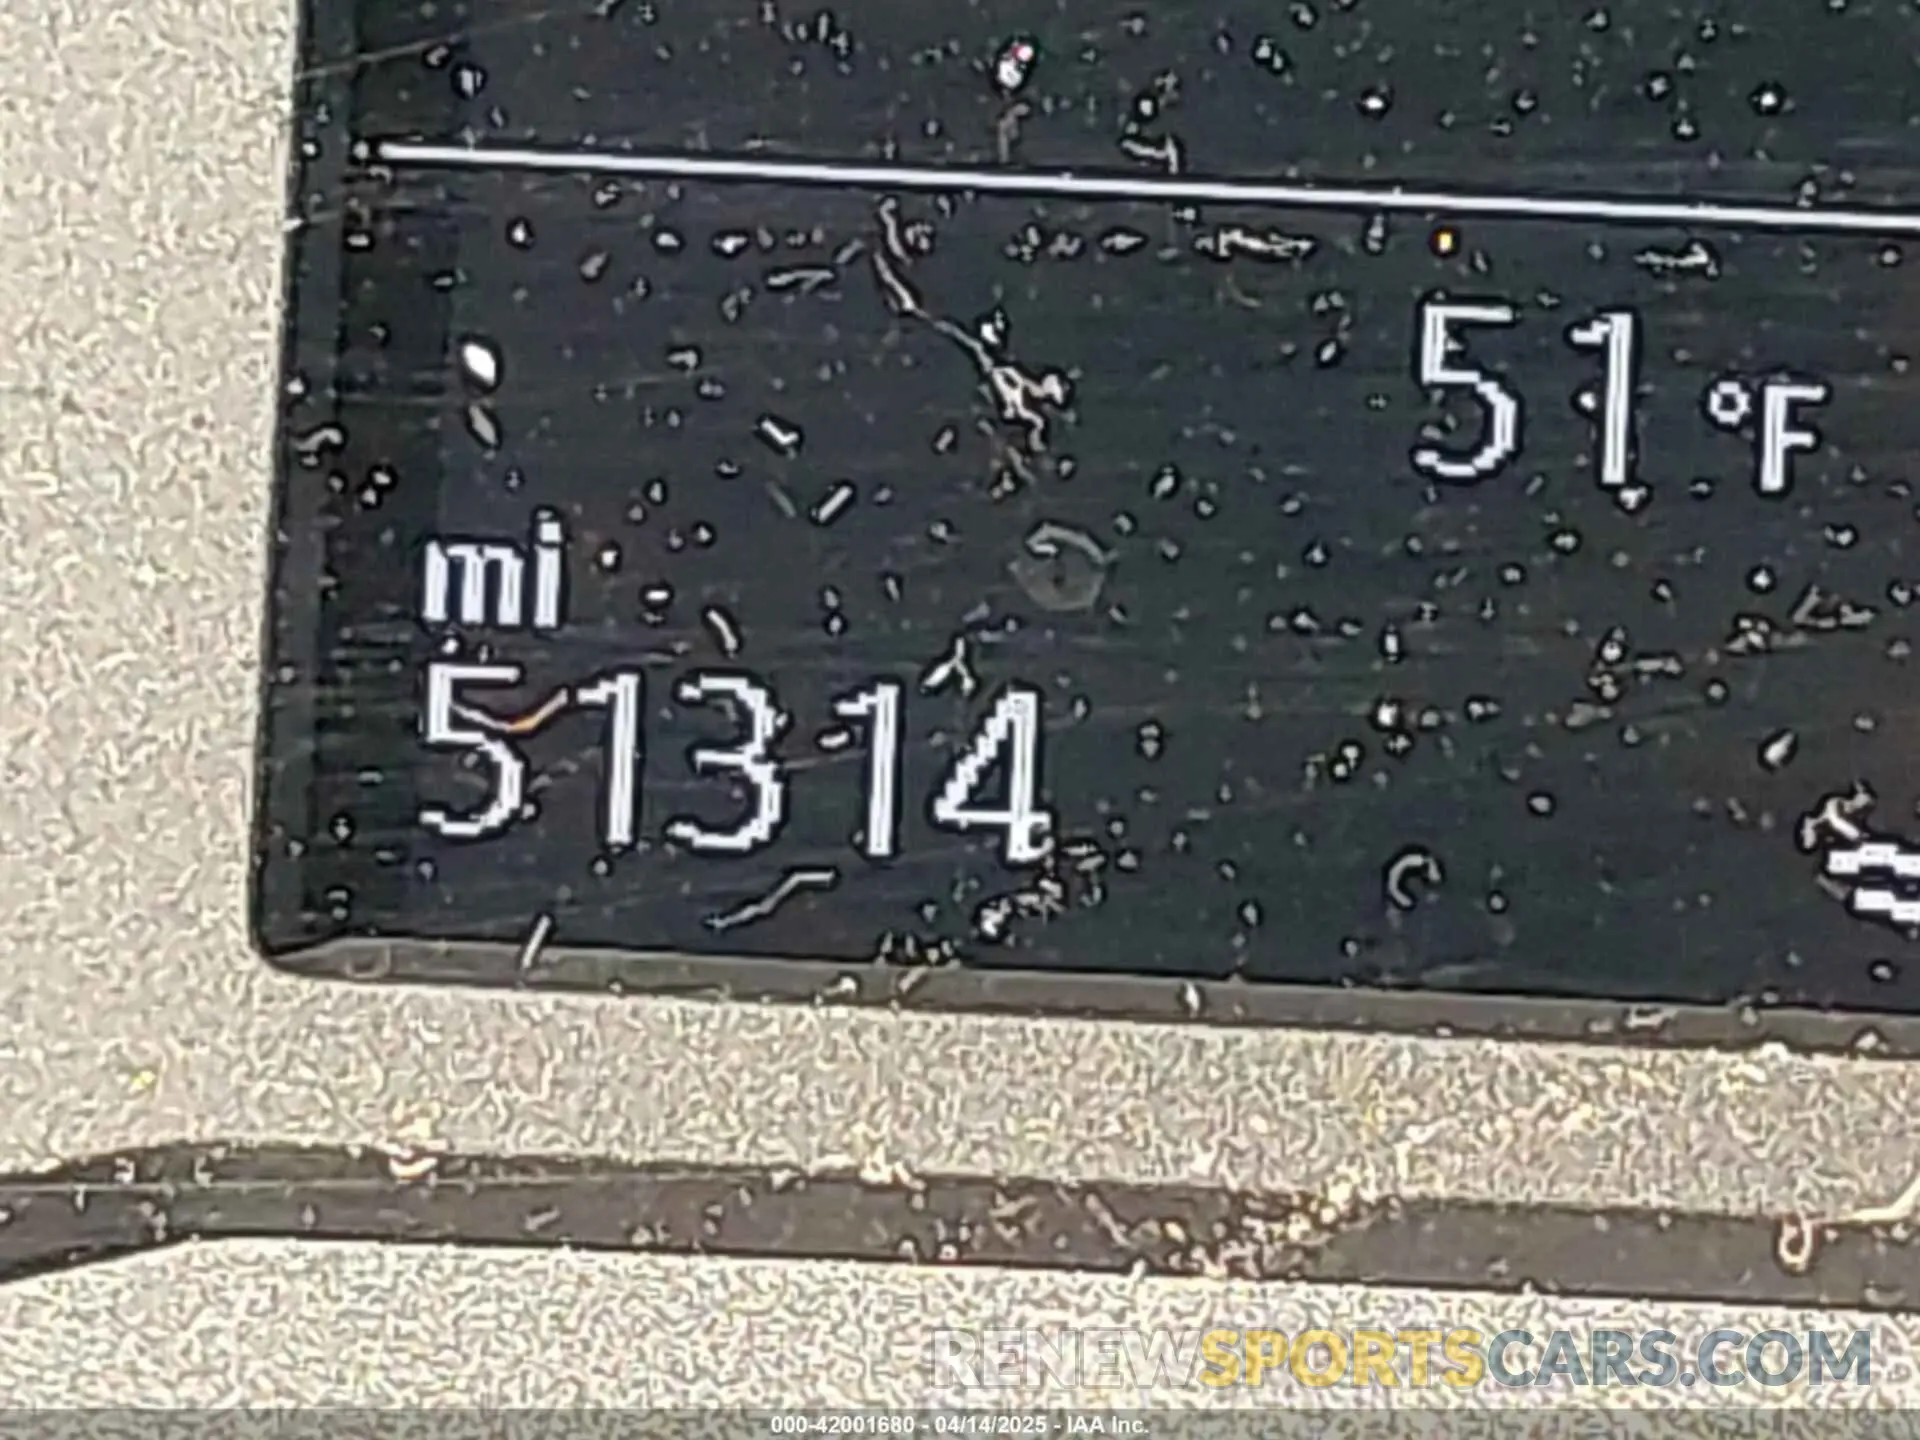 51 °F
mi
51314
RENEWSPORTSCARS.COM
000-42001680 - 04/14/2025 - IAA Inc.